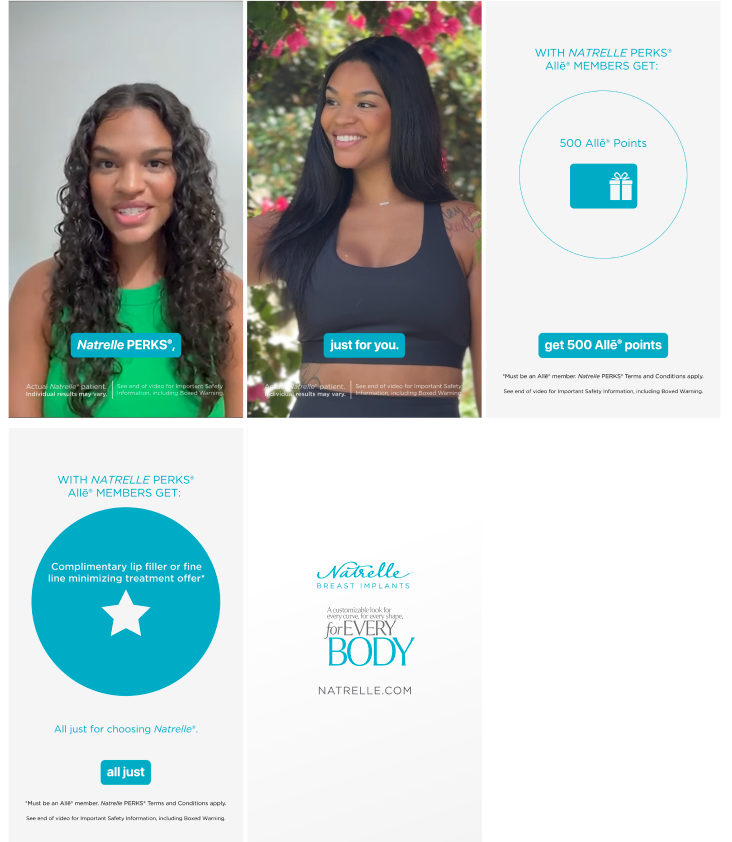 Natrelle PERKS®,
Actual Natrelle® patient.
Individual results may vary.
See end of video for Important Safety
Information, including Boxed Warning.
just for you.
Actual Natrelle® patient.
Individual results may vary.
See end of video for Important Safety
Information, including Boxed Warning.
WITH NATRELLE PERKS®
Allē® MEMBERS GET:
500 Allē® Points
get 500 Allē® points
*Must be an Allē® member. Natrelle PERKS® Terms and Conditions apply.
See end of video for Important Safety Information, including Boxed Warning.
WITH NATRELLE PERKS®
Allē® MEMBERS GET:
Complimentary lip filler or fine
line minimizing treatment offer*
All just for choosing Natrelle®.
all just
*Must be an Allē® member. Natrelle PERKS® Terms and Conditions apply.
See end of video for Important Safety Information, including Boxed Warning.
Natrelle
BREAST IMPLANTS
A customizable look for
every curve, for every shape,
for EVERY
BODY
NATRELLE.COM